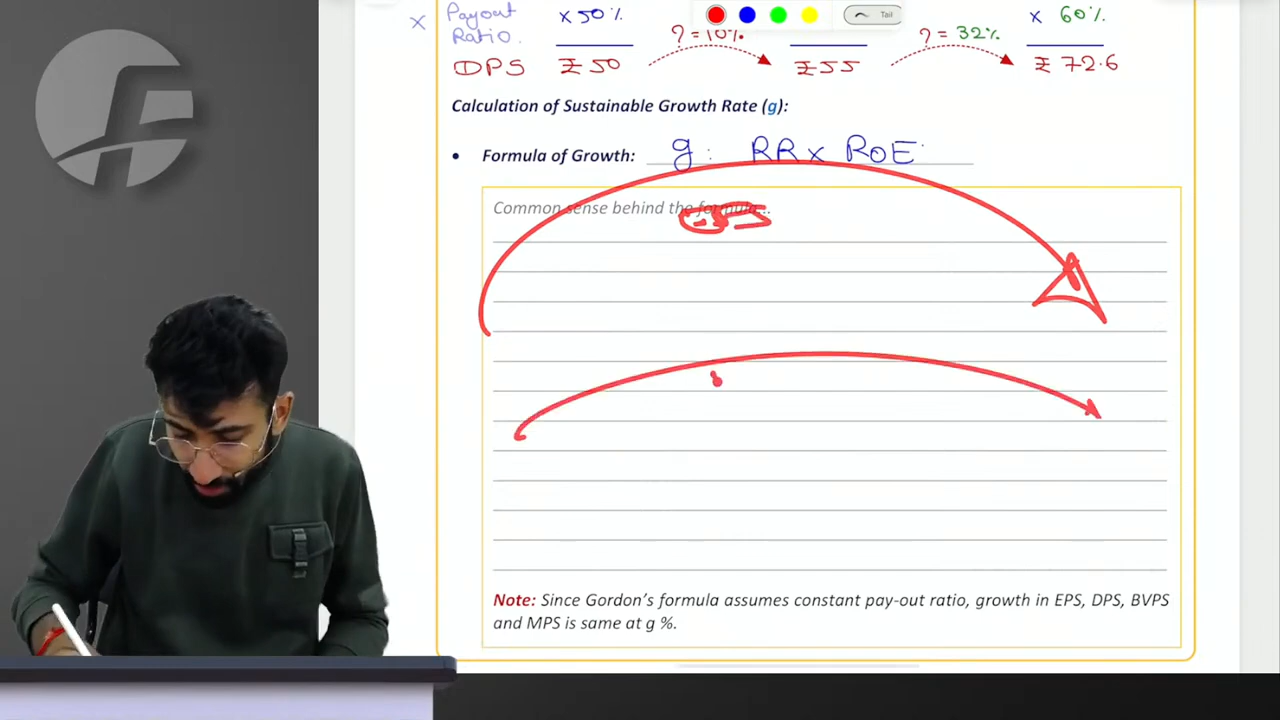 Payout × 50% × 60%
× Ratio. ? = 10% ? = 32%
DPS ₹50 ₹55 ₹72.6
Tail
Calculation of Sustainable Growth Rate (g):
• Formula of Growth: g: RR × ROE
Common sense behind the formula...
Note: Since Gordon's formula assumes constant pay-out ratio, growth in EPS, DPS, BVPS
and MPS is same at g %.